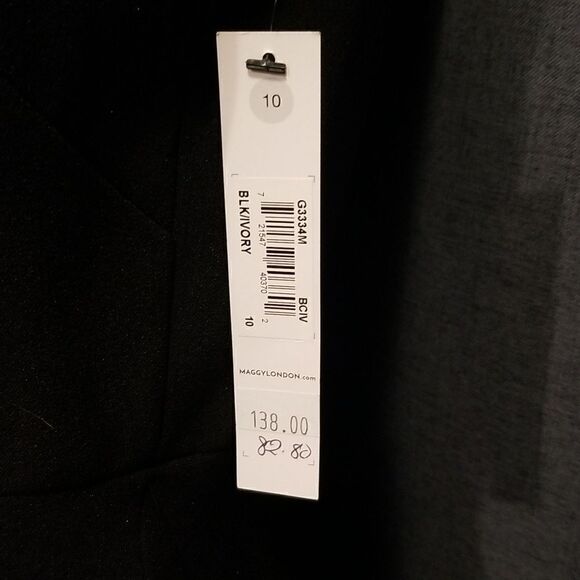 10
G3334M BCIV
7 21547 40370 2
BLK/IVORY 10
MAGGYLONDON.com
138.00
82.80